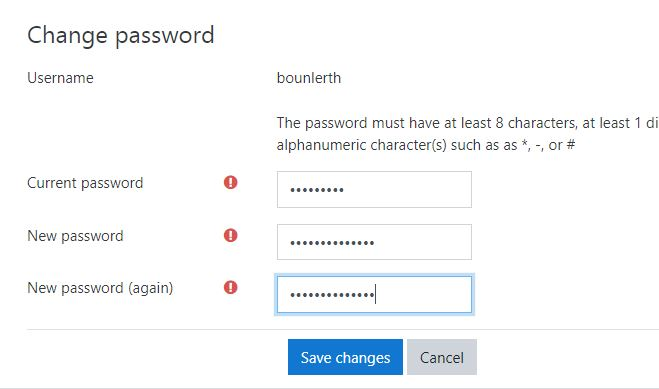 Change password
Username bounlerth
The password must have at least 8 characters, at least 1 di
alphanumeric character(s) such as as *, -, or #
Current password •••••••••
New password ••••••••••••••
New password (again) ••••••••••••••
Save changes Cancel